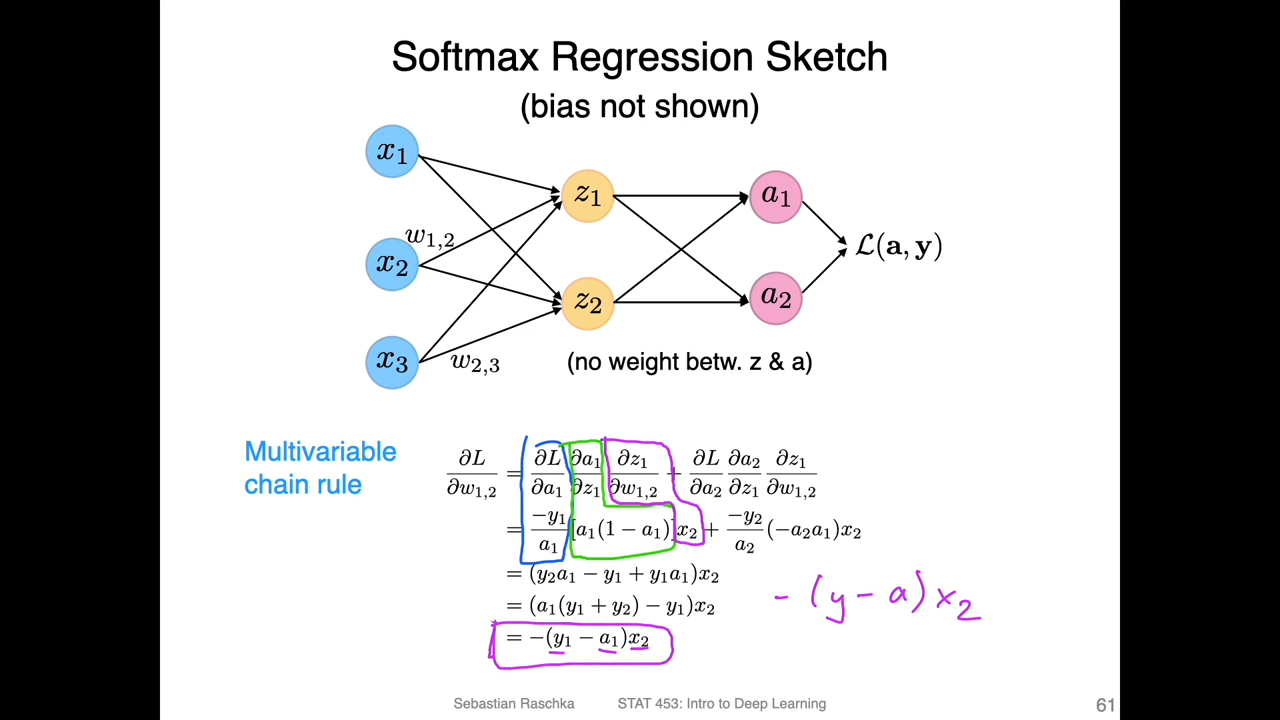 Softmax Regression Sketch
(bias not shown)
x₁
z₁
a₁
w₁,₂
ℒ(𝐚, 𝐲)
x₂
z₂
a₂
x₃
w₂,₃
(no weight betw. z & a)
Multivariable
chain rule
∂L/∂w₁,₂ = ∂L/∂a₁ ∂a₁/∂z₁ ∂z₁/∂w₁,₂ + ∂L/∂a₂ ∂a₂/∂z₁ ∂z₁/∂w₁,₂
= −y₁/a₁ [a₁(1 − a₁)]x₂ + −y₂/a₂ (−a₂a₁)x₂
= (y₂a₁ − y₁ + y₁a₁)x₂
= (a₁(y₁ + y₂) − y₁)x₂
= −(y₁ − a₁)x₂
- (y - a) x₂
Sebastian Raschka STAT 453: Intro to Deep Learning 61